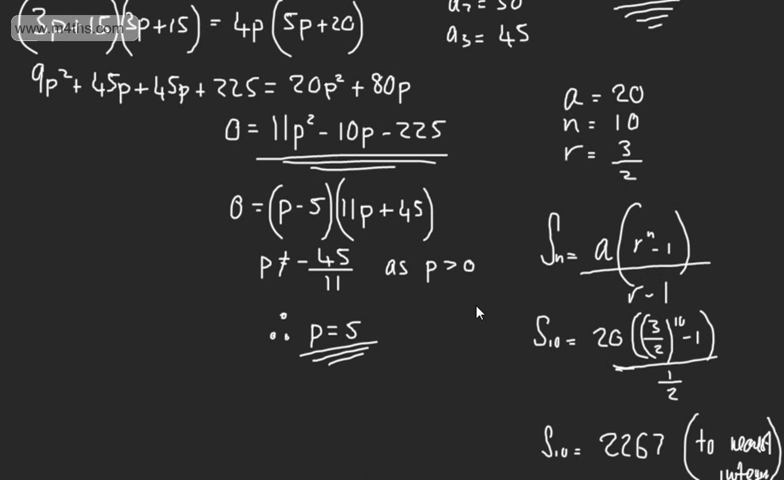 www.m4ths.com
(3p+15)(3p+15) = 4p(5p+20)
9p² + 45p + 45p + 225 = 20p² + 80p
0 = 11p² - 10p - 225
0 = (p-5)(11p+45)
p ≠ -45/11 as p>0
∴ p=5
a₂ = 30
a₃ = 45
a = 20
n = 10
r = 3/2
Sn = a(rⁿ-1)/r-1
S₁₀ = 20((3/2)¹⁰-1)/(1/2)
S₁₀ = 2267 (to nearest
integer